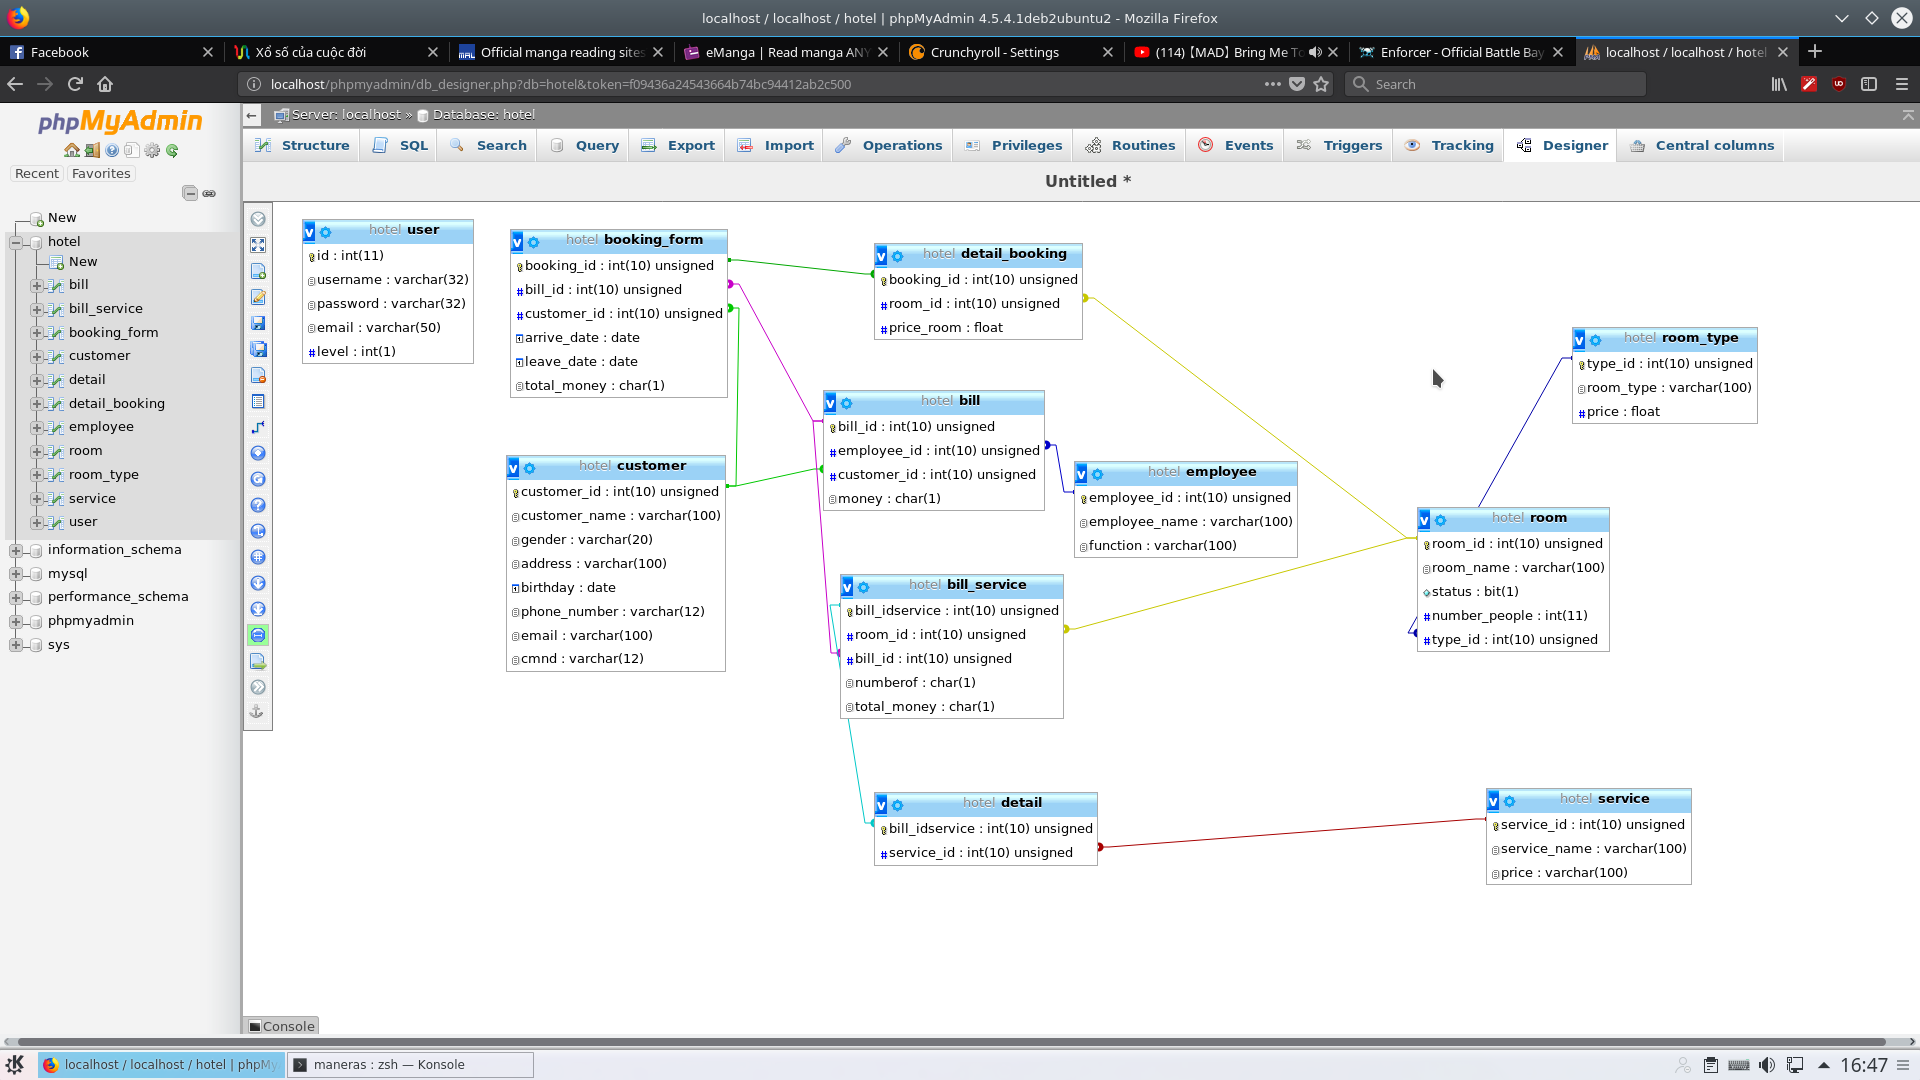 localhost / localhost / hotel | phpMyAdmin 4.5.4.1deb2ubuntu2 - Mozilla Firefox
Facebook
Xổ số của cuộc đời
Official manga reading sites
eManga | Read manga ANY
Crunchyroll - Settings
(114) 【MAD】 Bring Me To
Enforcer - Official Battle Bay
localhost / localhost / hotel
localhost/phpmyadmin/db_designer.php?db=hotel&token=f09436a24543664b74bc94412ab2c500
Search
phpMyAdmin
Recent
Favorites
New
hotel
New
bill
bill_service
booking_form
customer
detail
detail_booking
employee
room
room_type
service
user
information_schema
mysql
performance_schema
phpmyadmin
sys
Server: localhost » Database: hotel
Structure
SQL
Search
Query
Export
Import
Operations
Privileges
Routines
Events
Triggers
Tracking
Designer
Central columns
Untitled *
hotel user
id : int(11)
username : varchar(32)
password : varchar(32)
email : varchar(50)
level : int(1)
hotel booking_form
booking_id : int(10) unsigned
bill_id : int(10) unsigned
customer_id : int(10) unsigned
arrive_date : date
leave_date : date
total_money : char(1)
hotel detail_booking
booking_id : int(10) unsigned
room_id : int(10) unsigned
price_room : float
hotel room_type
type_id : int(10) unsigned
room_type : varchar(100)
price : float
hotel bill
bill_id : int(10) unsigned
employee_id : int(10) unsigned
customer_id : int(10) unsigned
money : char(1)
hotel customer
customer_id : int(10) unsigned
customer_name : varchar(100)
gender : varchar(20)
address : varchar(100)
birthday : date
phone_number : varchar(12)
email : varchar(100)
cmnd : varchar(12)
hotel employee
employee_id : int(10) unsigned
employee_name : varchar(100)
function : varchar(100)
hotel room
room_id : int(10) unsigned
room_name : varchar(100)
status : bit(1)
number_people : int(11)
type_id : int(10) unsigned
hotel bill_service
bill_idservice : int(10) unsigned
room_id : int(10) unsigned
bill_id : int(10) unsigned
numberof : char(1)
total_money : char(1)
hotel detail
bill_idservice : int(10) unsigned
service_id : int(10) unsigned
hotel service
service_id : int(10) unsigned
service_name : varchar(100)
price : varchar(100)
Console
localhost / localhost / hotel | phpMy
maneras : zsh — Konsole
16:47